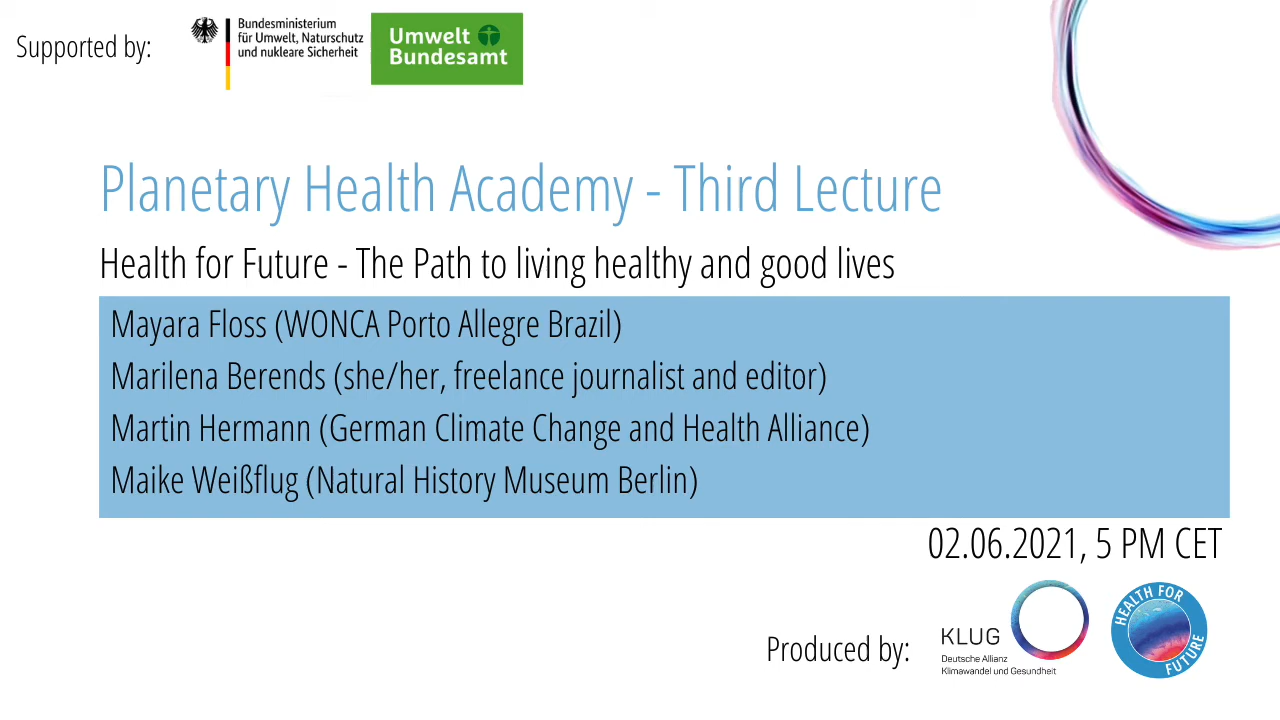 Supported by:
Bundesministerium
für Umwelt, Naturschutz
und nukleare Sicherheit
Umwelt
Bundesamt
Planetary Health Academy - Third Lecture
Health for Future - The Path to living healthy and good lives
Mayara Floss (WONCA Porto Allegre Brazil)
Marilena Berends (she/her, freelance journalist and editor)
Martin Hermann (German Climate Change and Health Alliance)
Maike Weißflug (Natural History Museum Berlin)
02.06.2021, 5 PM CET
Produced by:
KLUG
Deutsche Allianz
Klimawandel und Gesundheit
HEALTH FOR
FUTURE